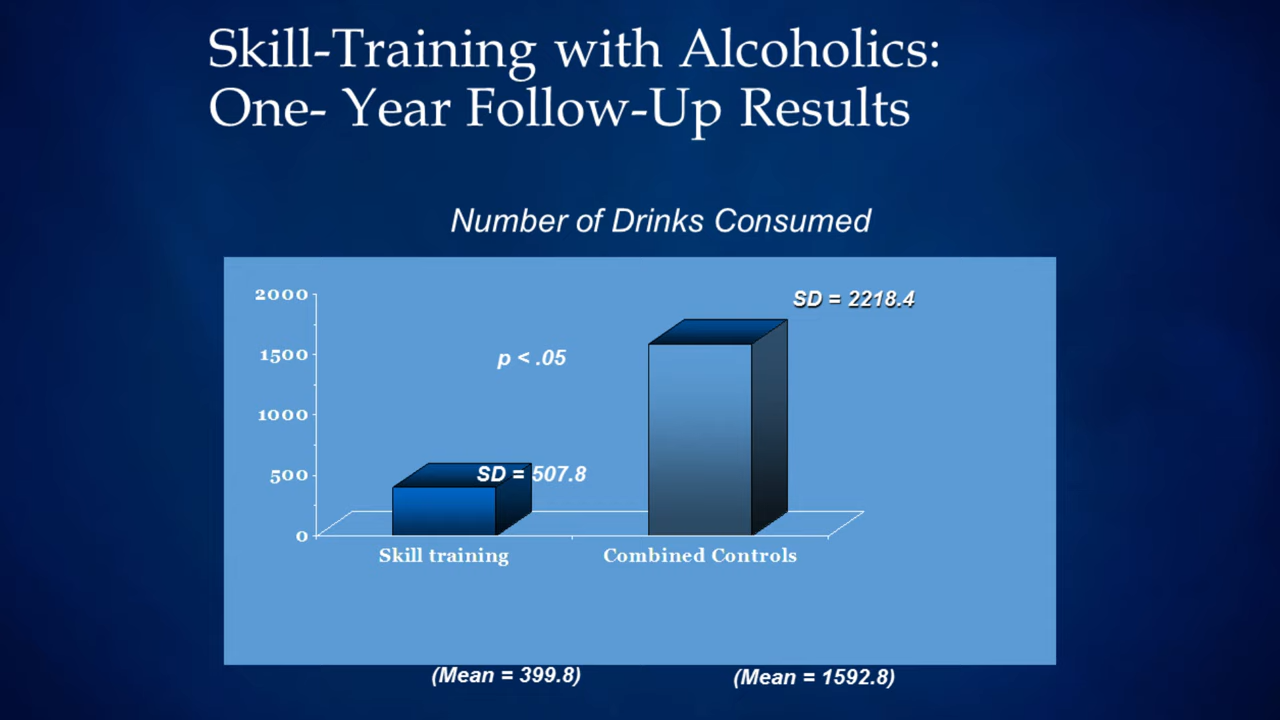 Skill-Training with Alcoholics:
One- Year Follow-Up Results
Number of Drinks Consumed
2000
SD = 2218.4
1500
p < .05
1000
500
SD = 507.8
0
Skill training
Combined Controls
(Mean = 399.8)
(Mean = 1592.8)